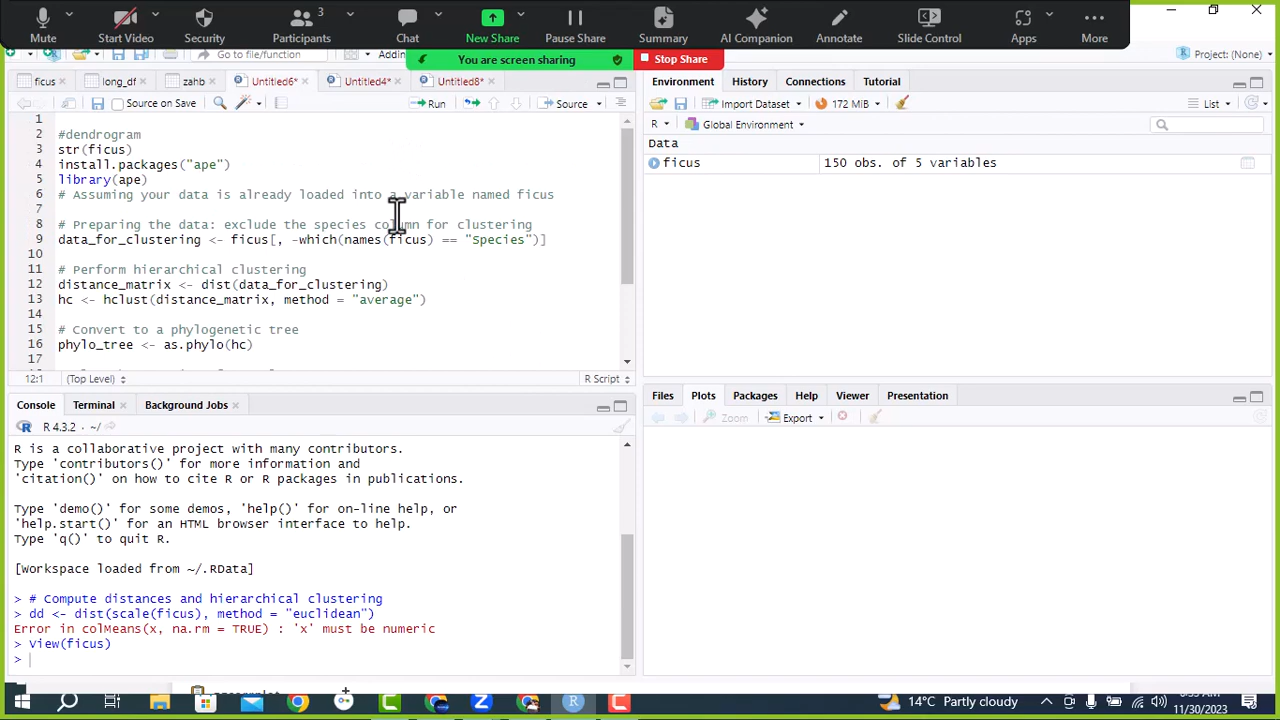 Mute
Start Video
Security
Participants
3
Chat
New Share
Pause Share
Summary
AI Companion
Annotate
Slide Control
Apps
More
You are screen sharing
Stop Share
Go to file/function
Addin
Project: (None)
ficus
long_df
zahb
Untitled6*
Untitled4*
Untitled8*
Source on Save
Run
Source
1
2 #dendrogram
3 str(ficus)
4 install.packages("ape")
5 library(ape)
6 # Assuming your data is already loaded into a variable named ficus
7
8 # Preparing the data: exclude the species column for clustering
9 data_for_clustering <- ficus[, -which(names(ficus) == "Species")]
10
11 # Perform hierarchical clustering
12 distance_matrix <- dist(data_for_clustering)
13 hc <- hclust(distance_matrix, method = "average")
14
15 # Convert to a phylogenetic tree
16 phylo_tree <- as.phylo(hc)
17
12:1
(Top Level)
R Script
Console
Terminal
Background Jobs
R 4.3.2 · ~/
R is a collaborative project with many contributors.
Type 'contributors()' for more information and
'citation()' on how to cite R or R packages in publications.
Type 'demo()' for some demos, 'help()' for on-line help, or
'help.start()' for an HTML browser interface to help.
Type 'q()' to quit R.
[Workspace loaded from ~/.RData]
> # Compute distances and hierarchical clustering
> dd <- dist(scale(ficus), method = "euclidean")
Error in colMeans(x, na.rm = TRUE) : 'x' must be numeric
> View(ficus)
>
Environment
History
Connections
Tutorial
Import Dataset
172 MiB
List
R
Global Environment
Data
ficus
150 obs. of 5 variables
Files
Plots
Packages
Help
Viewer
Presentation
Zoom
Export
14°C Partly cloudy
11/30/2023